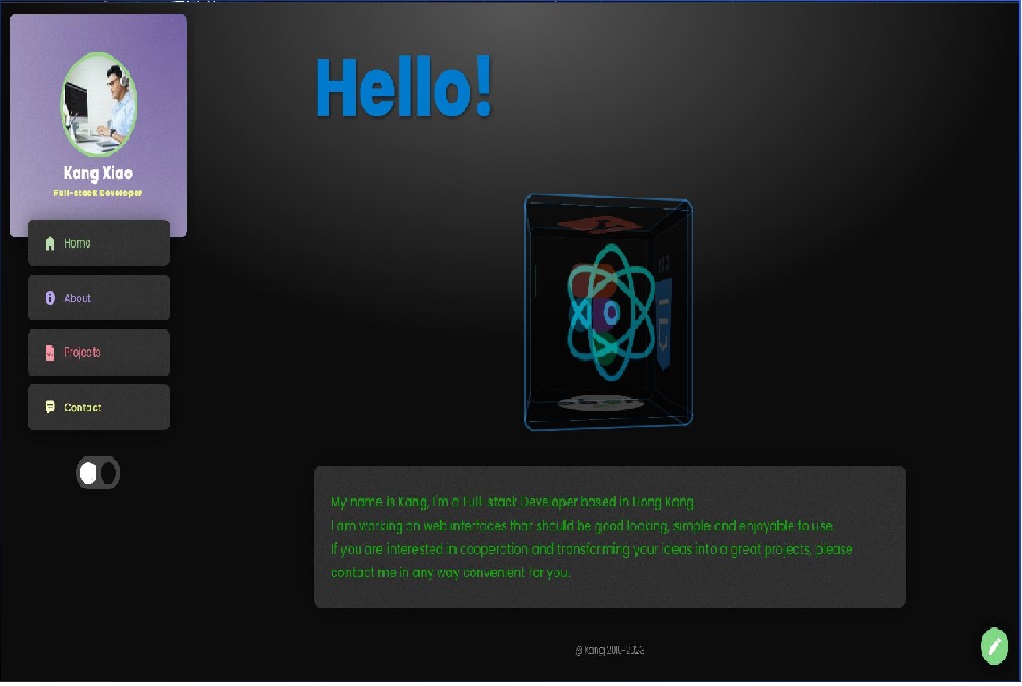 Kang Xiao
Full-stack Developer
Home
About
Projects
Contact
Hello!
My name is Kang, I'm a Full stack Developer based in Hong Kong
I am working on web interfaces that should be good looking, simple and enjoyable to use.
If you are interested in cooperation and transforming your ideas into a great projects, please
contact me in any way convenient for you.
@ Kang